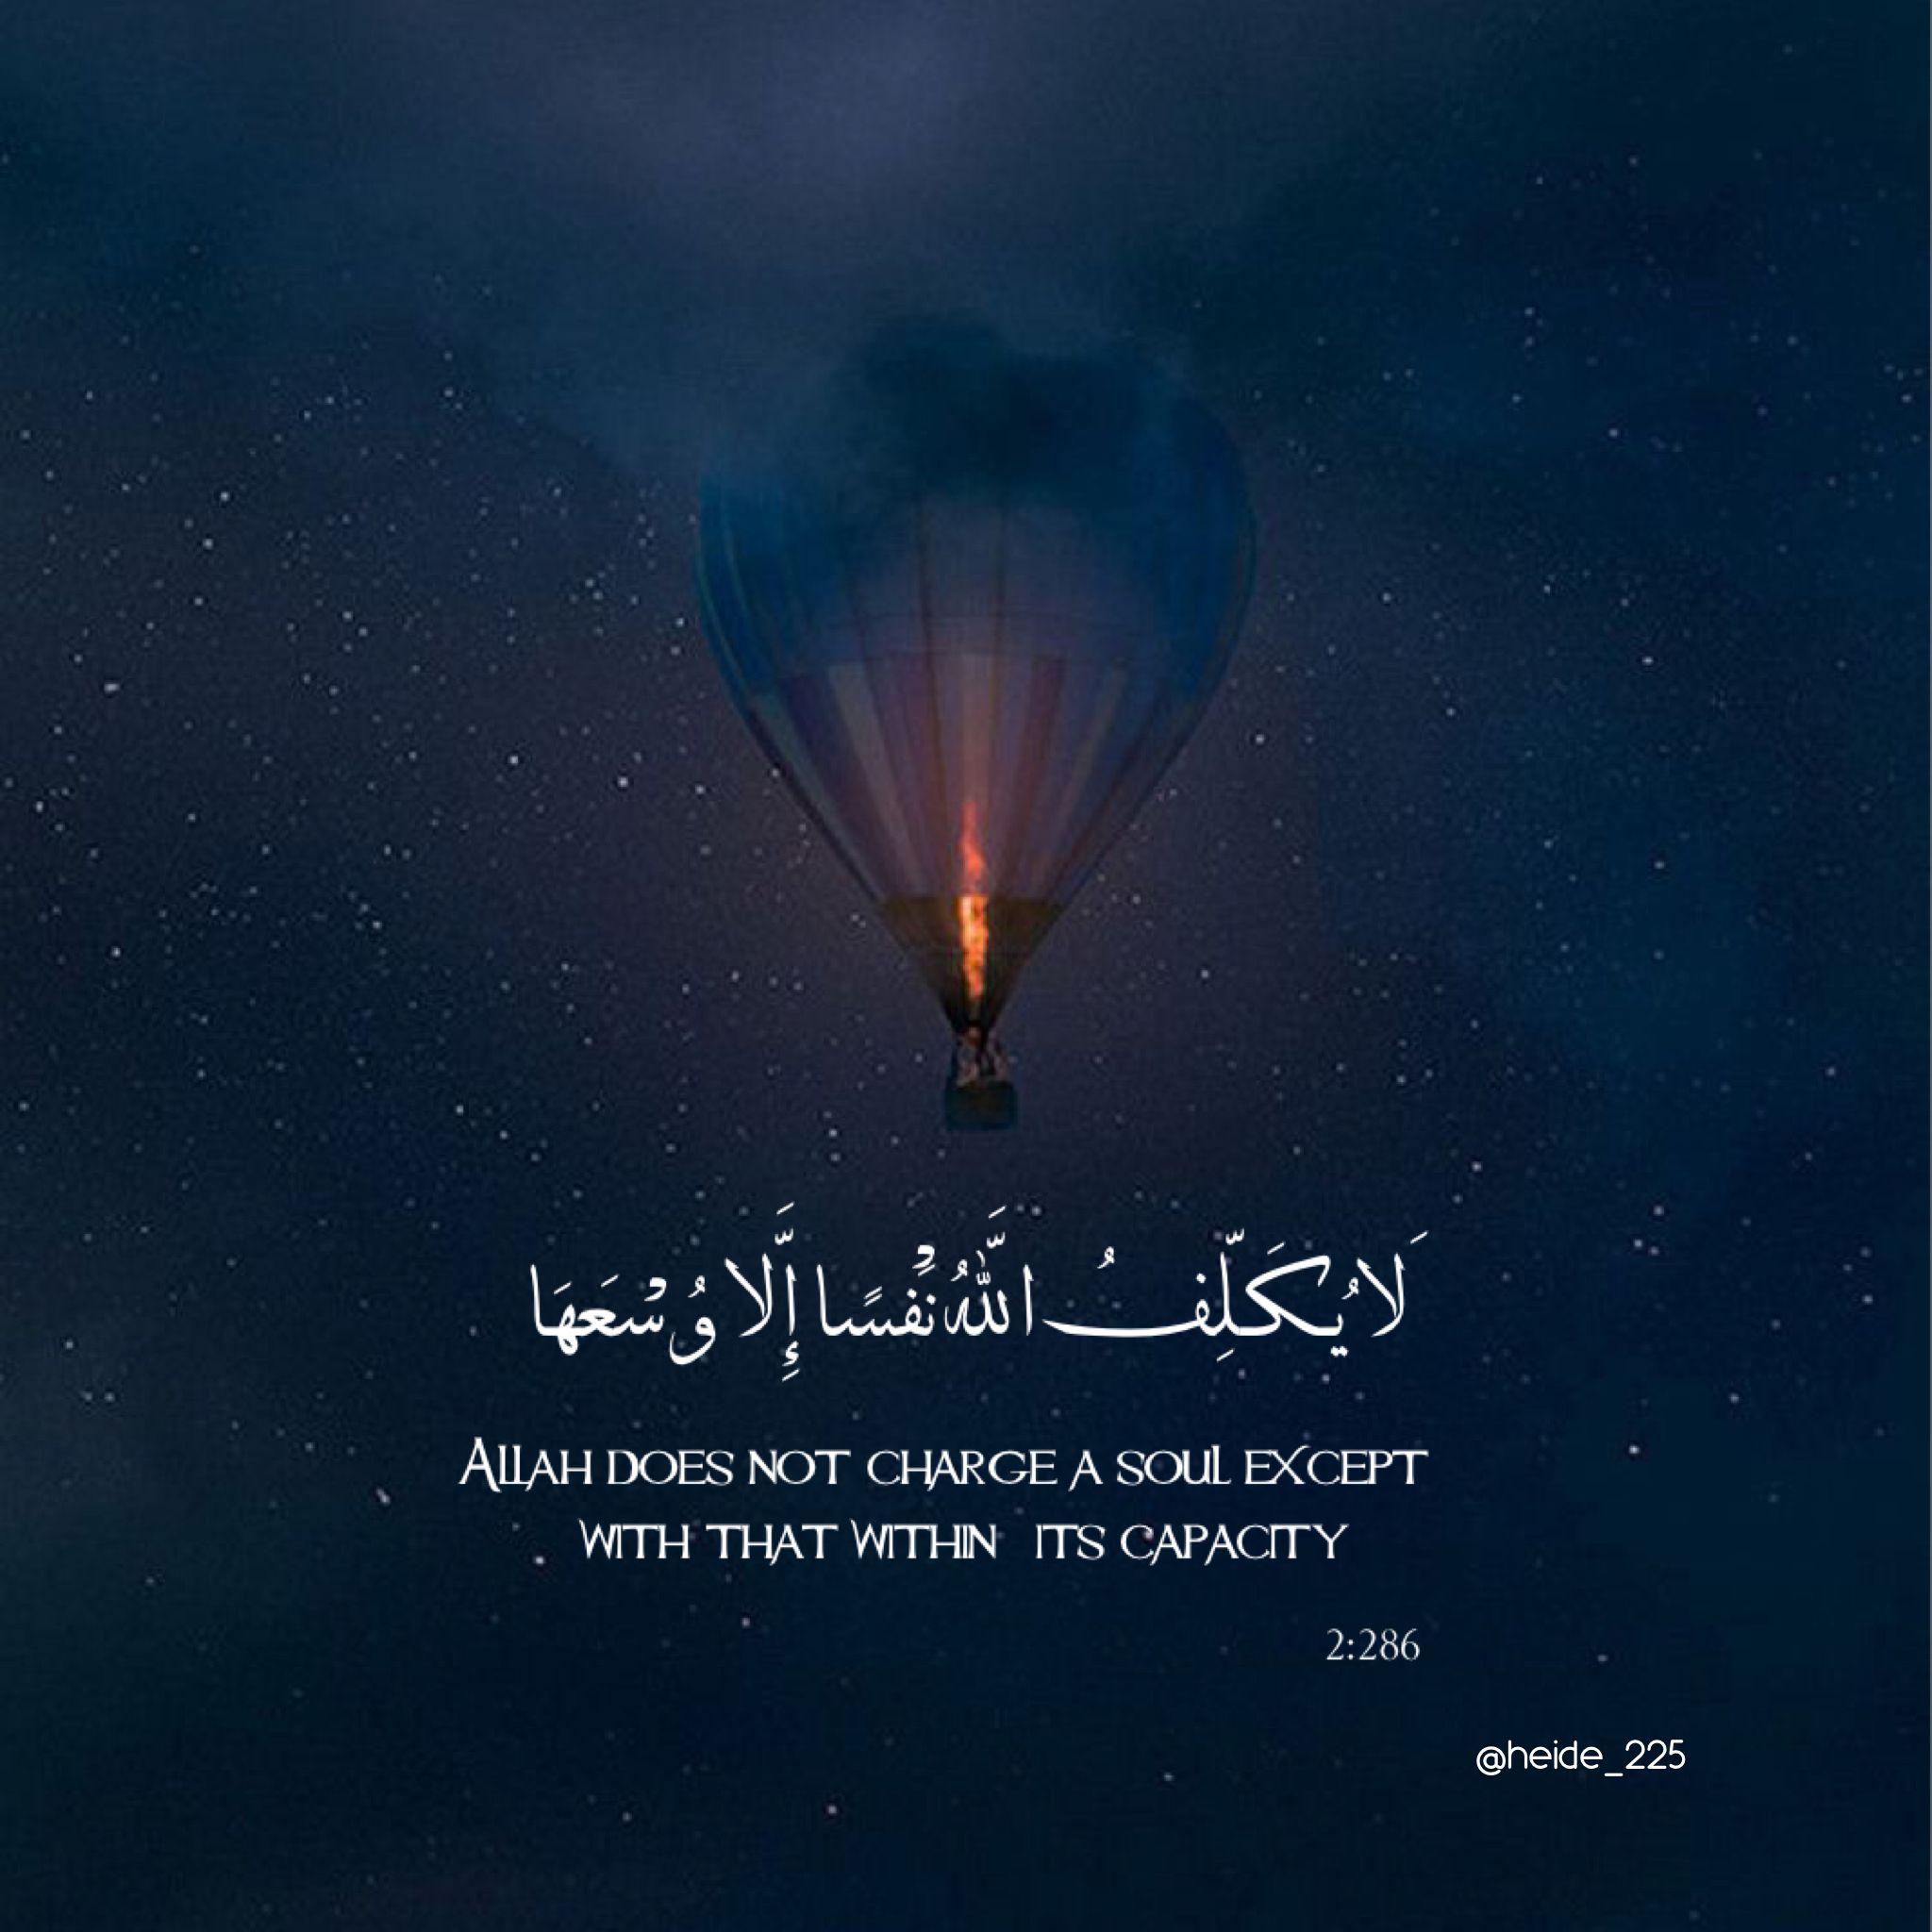 لَا يُكَلِّفُ اللَّهُ نَفْسًا إِلَّا وُسْعَهَا
Allah does not charge a soul except
with that within its capacity
2:286
@heide_225